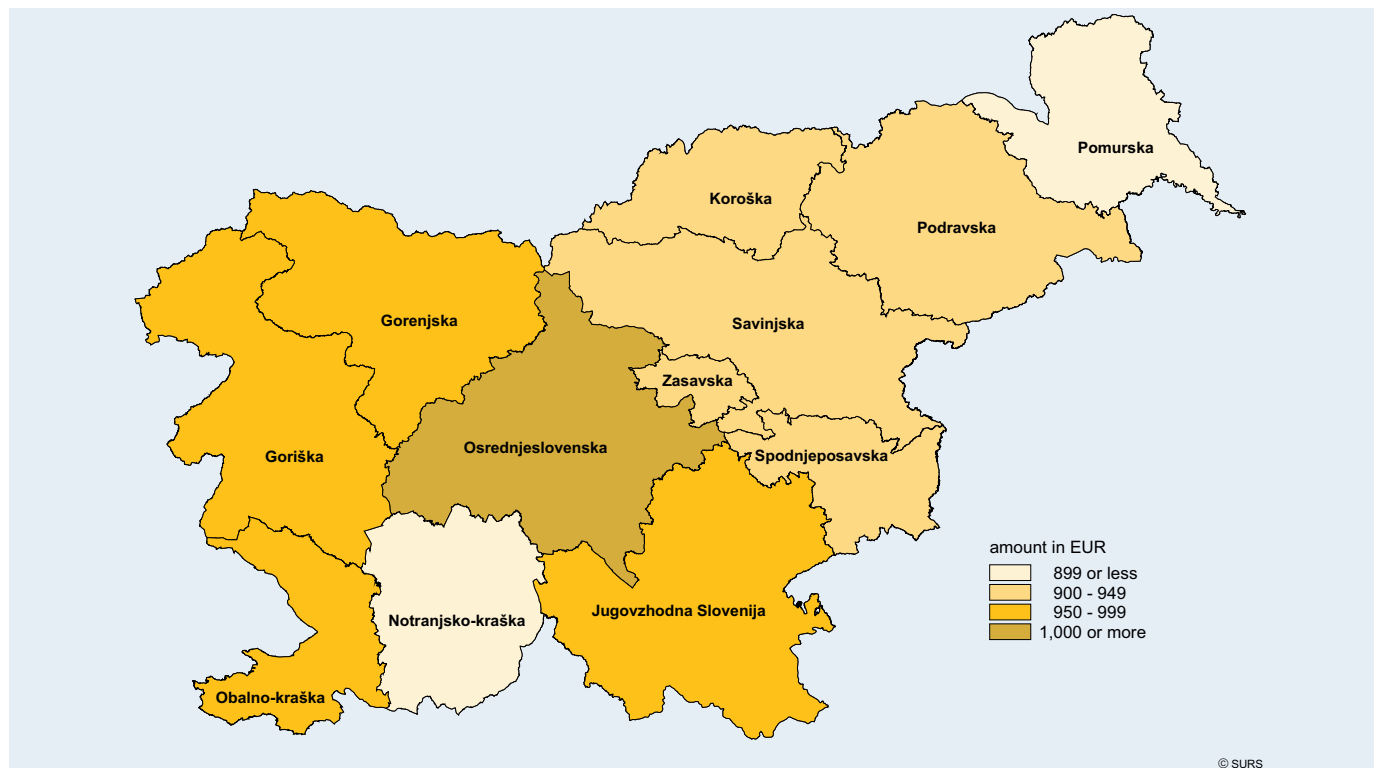 Pomurska
Koroška
Podravska
Gorenjska
Savinjska
Zasavska
Osrednjeslovenska
Goriška
Spodnjeposavska
amount in EUR
899 or less
900 - 949
950 - 999
1,000 or more
Jugovzhodna Slovenija
Notranjsko-kraška
Obalno-kraška
© SURS